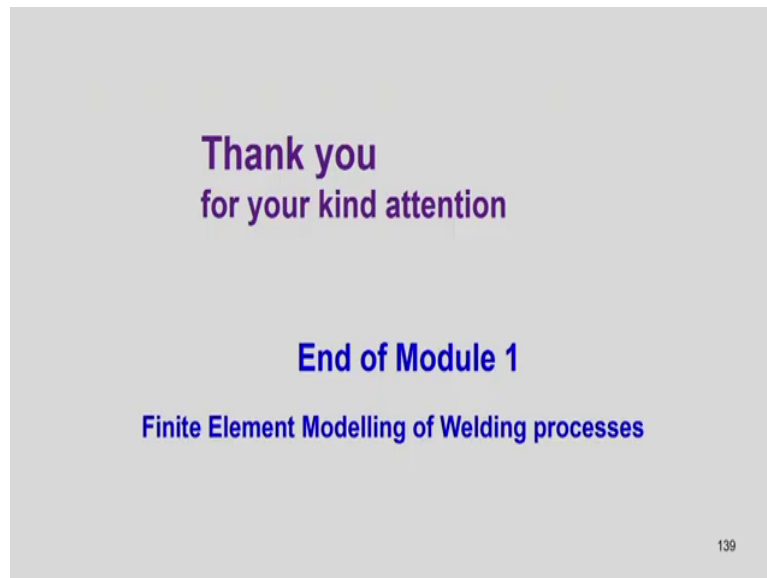 Thank you
for your kind attention
End of Module 1
Finite Element Modelling of Welding processes
139